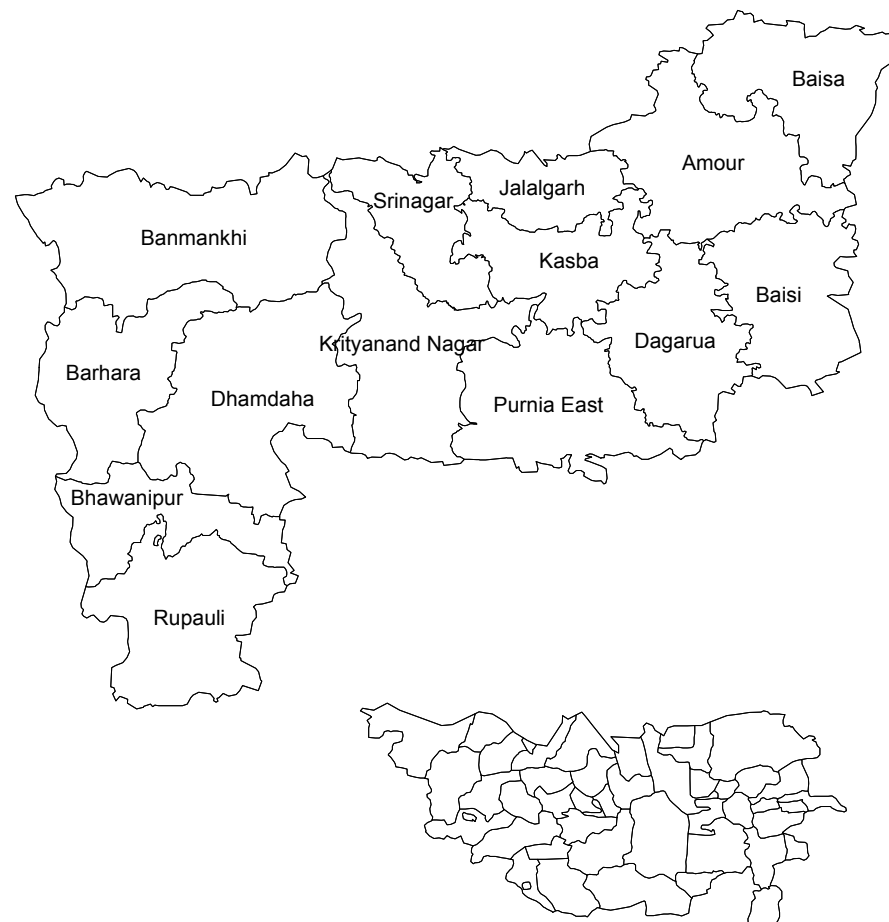 Baisa
Amour
Jalalgarh
Srinagar
Banmankhi
Kasba
Baisi
Krityanand Nagar
Dagarua
Barhara
Dhamdaha
Purnia East
Bhawanipur
Rupauli